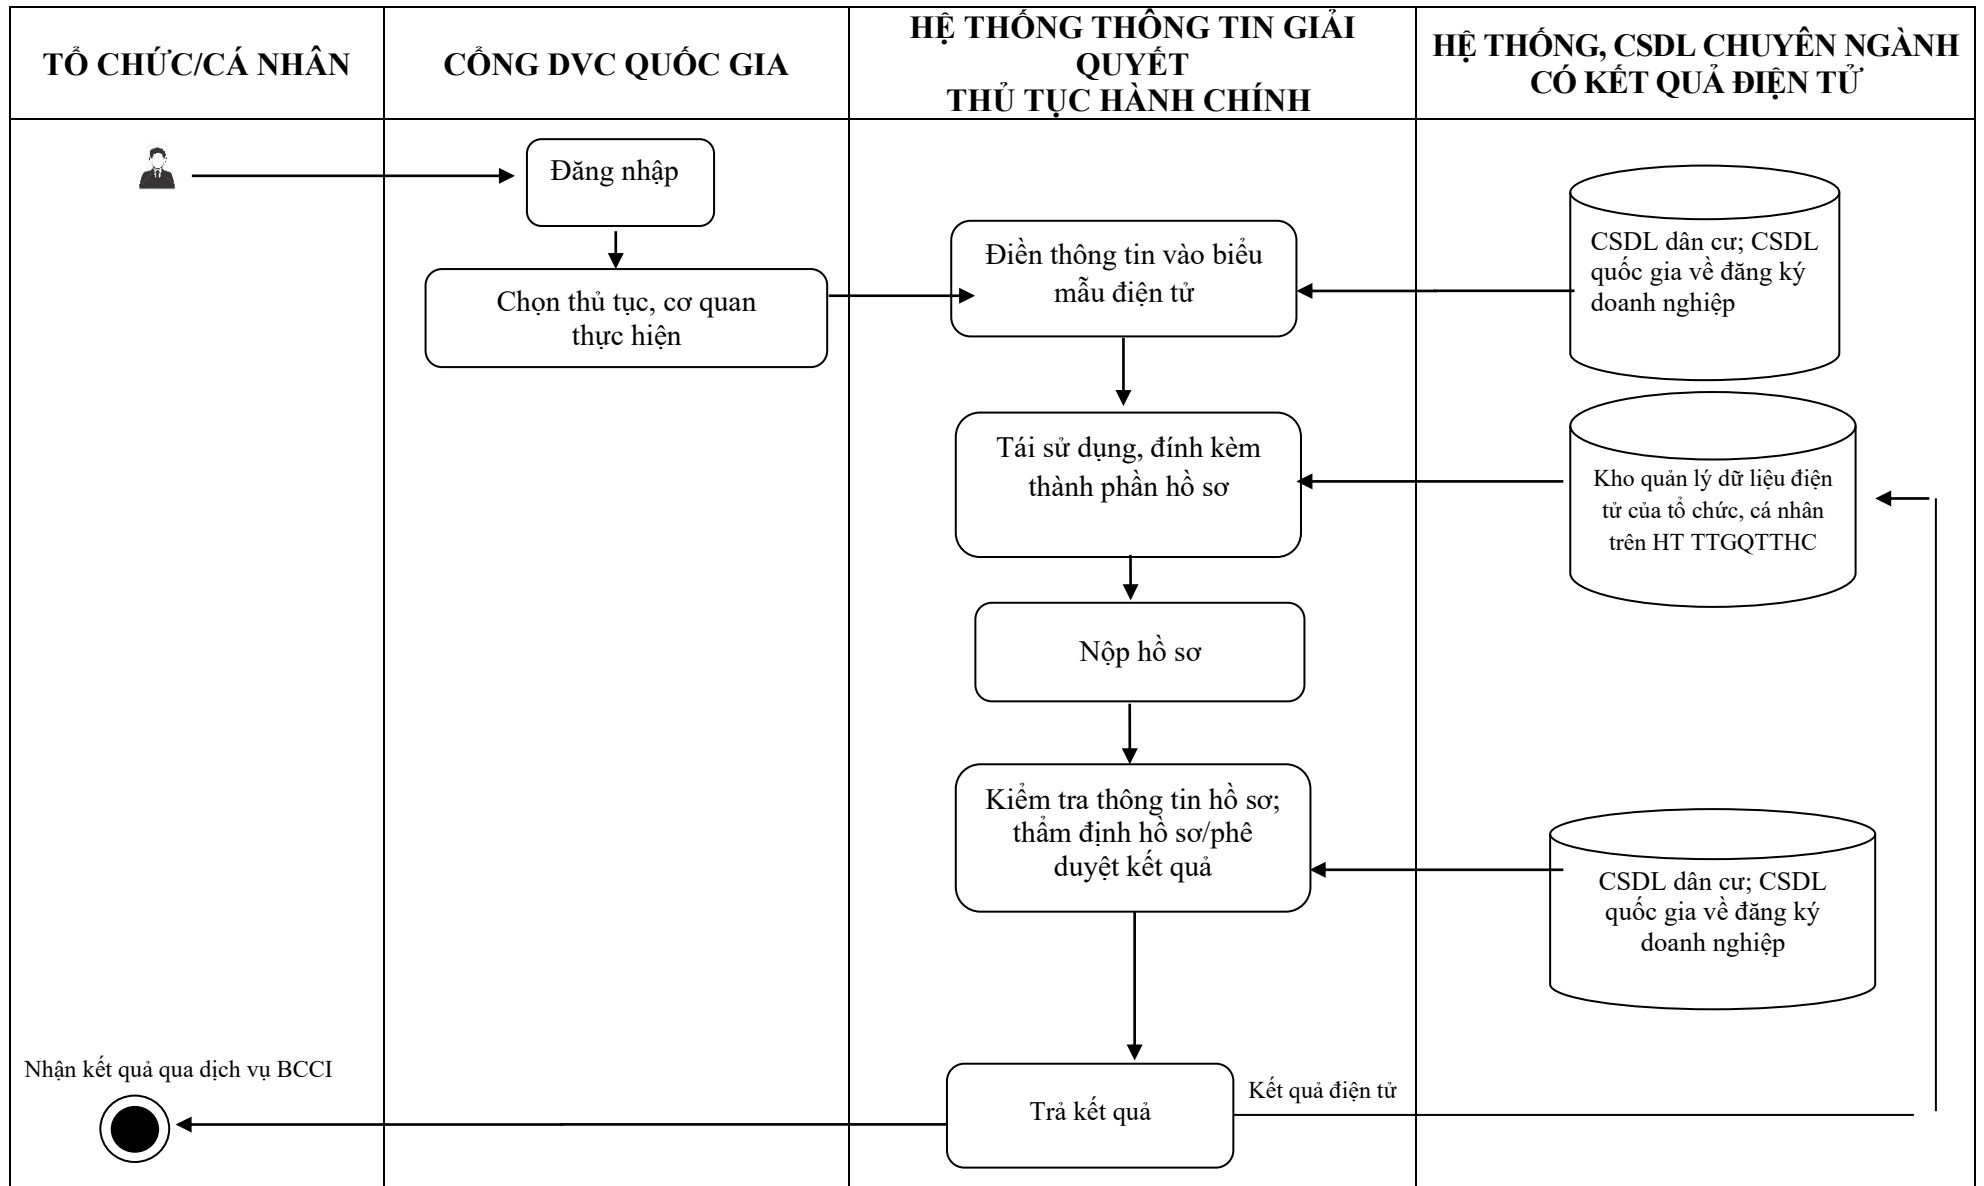 TỔ CHỨC/CÁ NHÂN
CỔNG DVC QUỐC GIA
HỆ THỐNG THÔNG TIN GIẢI
QUYẾT
THỦ TỤC HÀNH CHÍNH
HỆ THỐNG, CSDL CHUYÊN NGÀNH
CÓ KẾT QUẢ ĐIỆN TỬ
Đăng nhập
Chọn thủ tục, cơ quan
thực hiện
Điền thông tin vào biểu
mẫu điện tử
CSDL dân cư; CSDL
quốc gia về đăng ký
doanh nghiệp
Tái sử dụng, đính kèm
thành phần hồ sơ
Kho quản lý dữ liệu điện
tử của tổ chức, cá nhân
trên HT TTGQTTHC
Nộp hồ sơ
Kiểm tra thông tin hồ sơ;
thẩm định hồ sơ/phê
duyệt kết quả
CSDL dân cư; CSDL
quốc gia về đăng ký
doanh nghiệp
Nhận kết quả qua dịch vụ BCCI
Trả kết quả
Kết quả điện tử